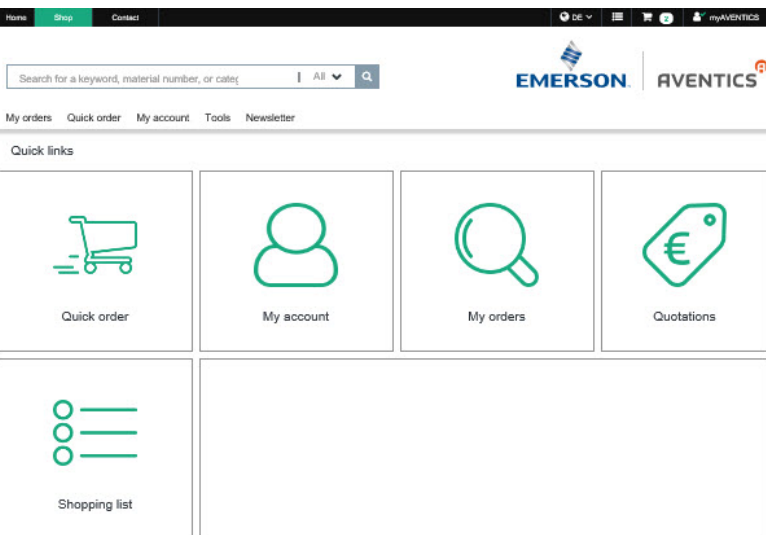 Home Shop Contact DE 2 myAVENTICS
Search for a keyword, material number, or categ | All
EMERSON. AVENTICS
My orders Quick order My account Tools Newsletter
Quick links
€
Quick order My account My orders Quotations
Shopping list